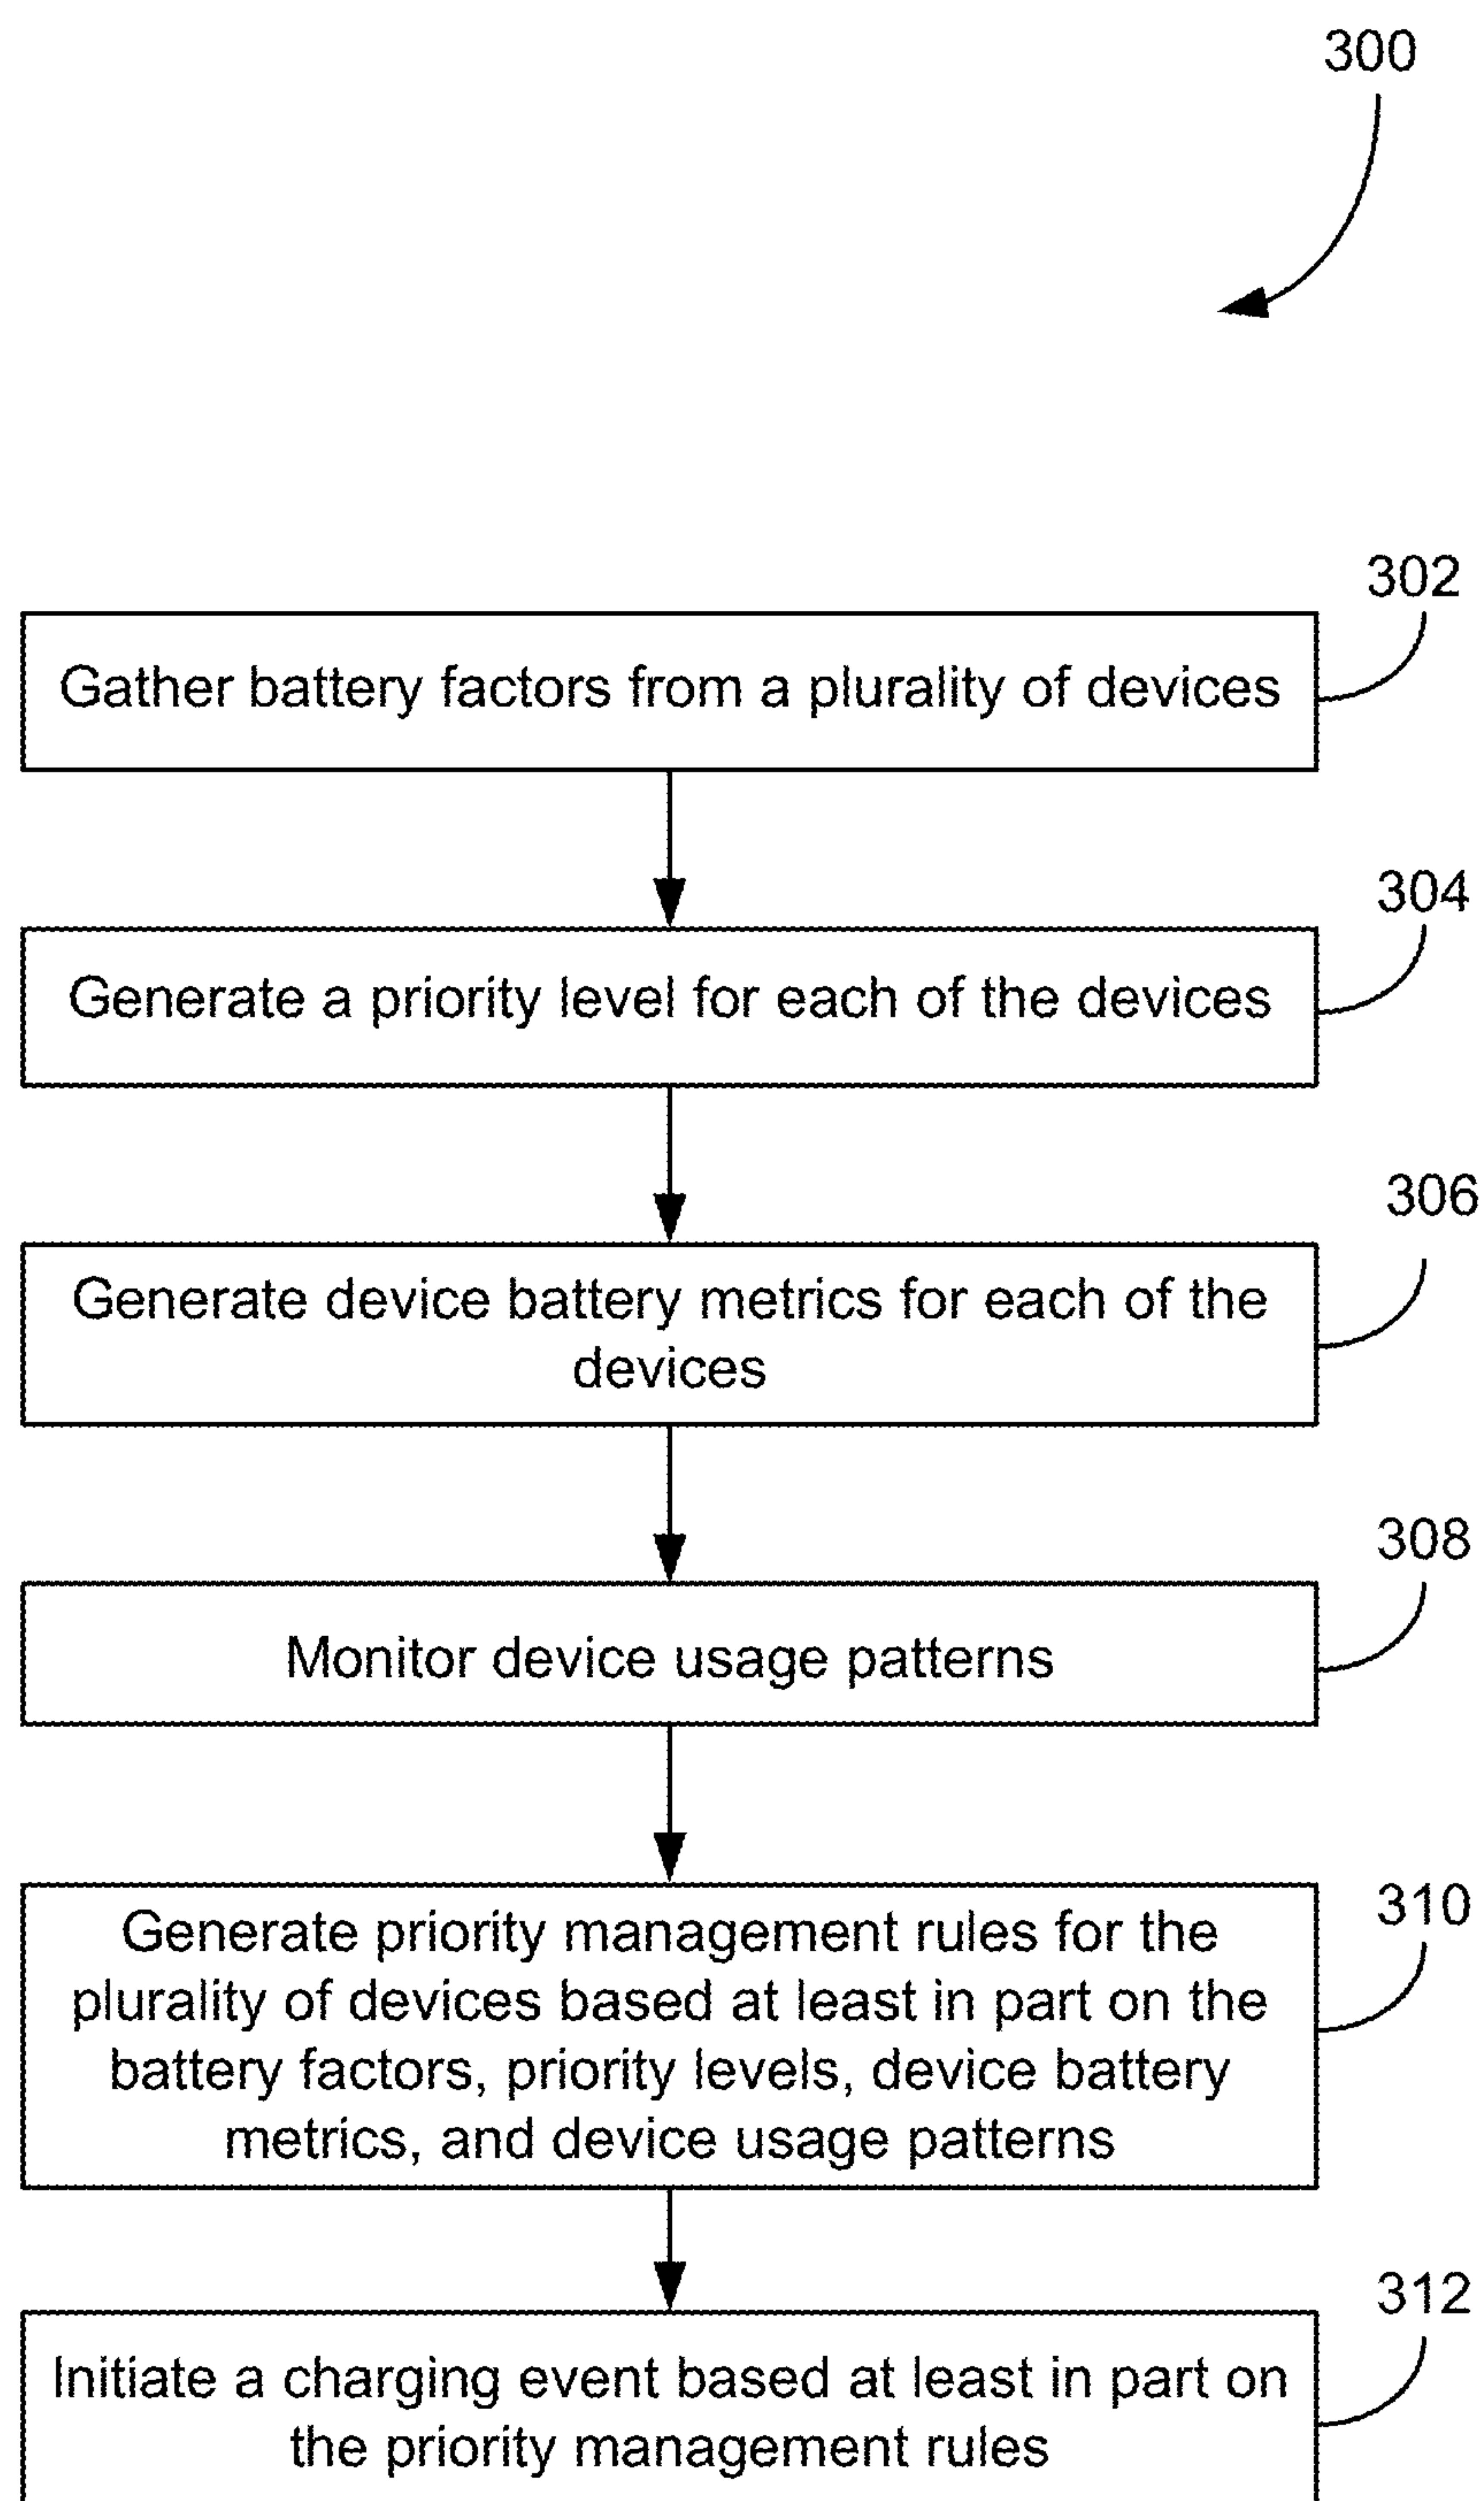 300
302
Gather battery factors from a plurality of devices
304
Generate a priority level for each of the devices
306
Generate device battery metrics for each of the
devices
308
Monitor device usage patterns
310
Generate priority management rules for the
plurality of devices based at least in part on the
battery factors, priority levels, device battery
metrics, and device usage patterns
312
Initiate a charging event based at least in part on
the priority management rules